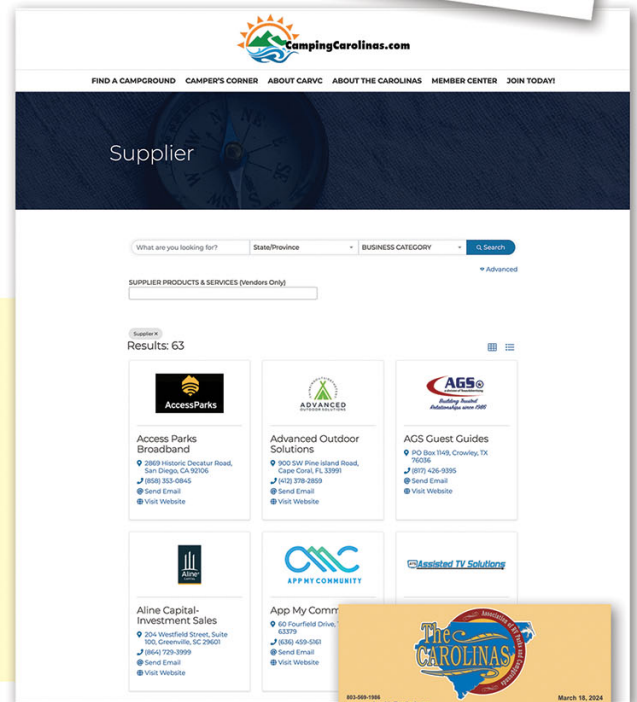 CampingCarolinas.com
FIND A CAMPGROUND CAMPER'S CORNER ABOUT CARVC ABOUT THE CAROLINAS MEMBER CENTER JOIN TODAY!
Supplier
What are you looking for? State/Province BUSINESS CATEGORY Search
Advanced
SUPPLIER PRODUCTS & SERVICES (Vendors Only)
Supplier ×
Results: 63
AccessParks
Access Parks
Broadband
2869 Historic Decatur Road,
San Diego, CA 92106
(858) 353-0845
Send Email
Visit Website
ADVANCED
OUTDOOR SOLUTIONS
Advanced Outdoor
Solutions
900 SW Pine island Road,
Cape Coral, FL 33991
(412) 378-2859
Send Email
Visit Website
AGS
Building Trusted
Relationships since 1986
AGS Guest Guides
PO Box 1149, Crowley, TX
76036
(817) 426-9395
Send Email
Visit Website
Aline
Aline Capital-
Investment Sales
204 Westfield Street, Suite
100, Greenville, SC 29601
(864) 729-3999
Send Email
Visit Website
APP MY COMMUNITY
App My Comm
60 Fourfield Drive,
63379
(636) 459-5161
Send Email
Visit Website
Assisted TV Solutions
The
CAROLINAS
Association of RV Parks and Campgrounds
803-569-1986
March 18, 2024